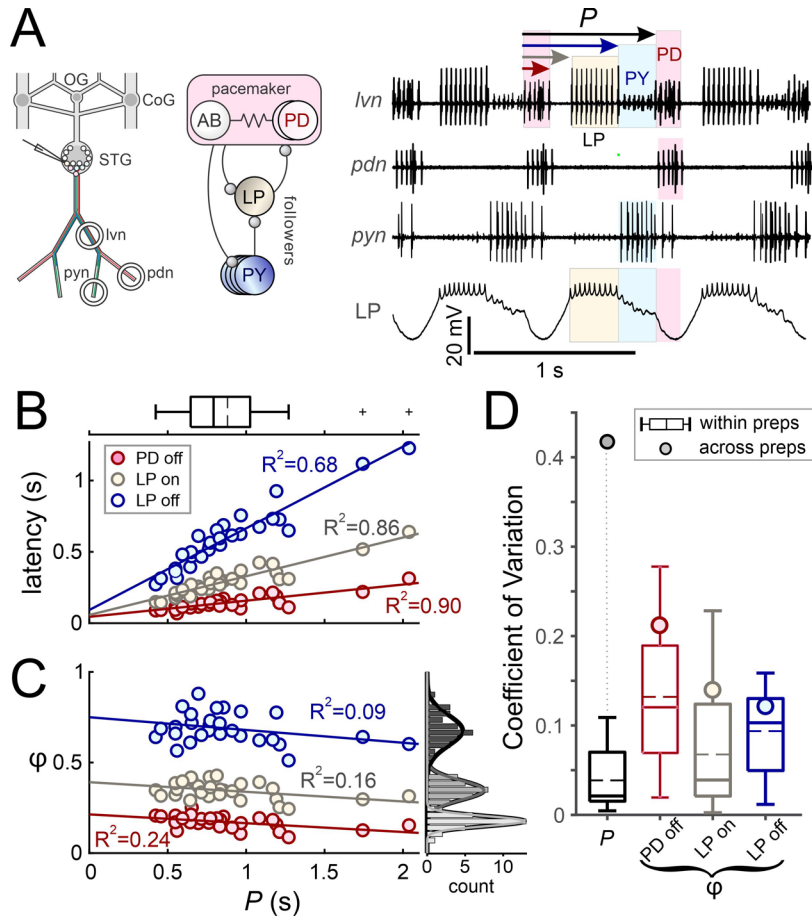 A
OG
CoG
STG
lvn
pyn
pdn
pacemaker
AB
PD
LP
followers
PY
P
PD
PY
lvn
LP
pdn
pyn
LP
20 mV
1 s
B
PD off
LP on
LP off
R²=0.68
R²=0.86
R²=0.90
latency (s)
1
0.5
0
C
R²=0.09
R²=0.16
R²=0.24
φ
1
0.5
0
0
0.5
1
1.5
2
P (s)
0
10
count
D
within preps
across preps
Coefficient of Variation
0.4
0.3
0.2
0.1
0
P
PD off
LP on
LP off
φ